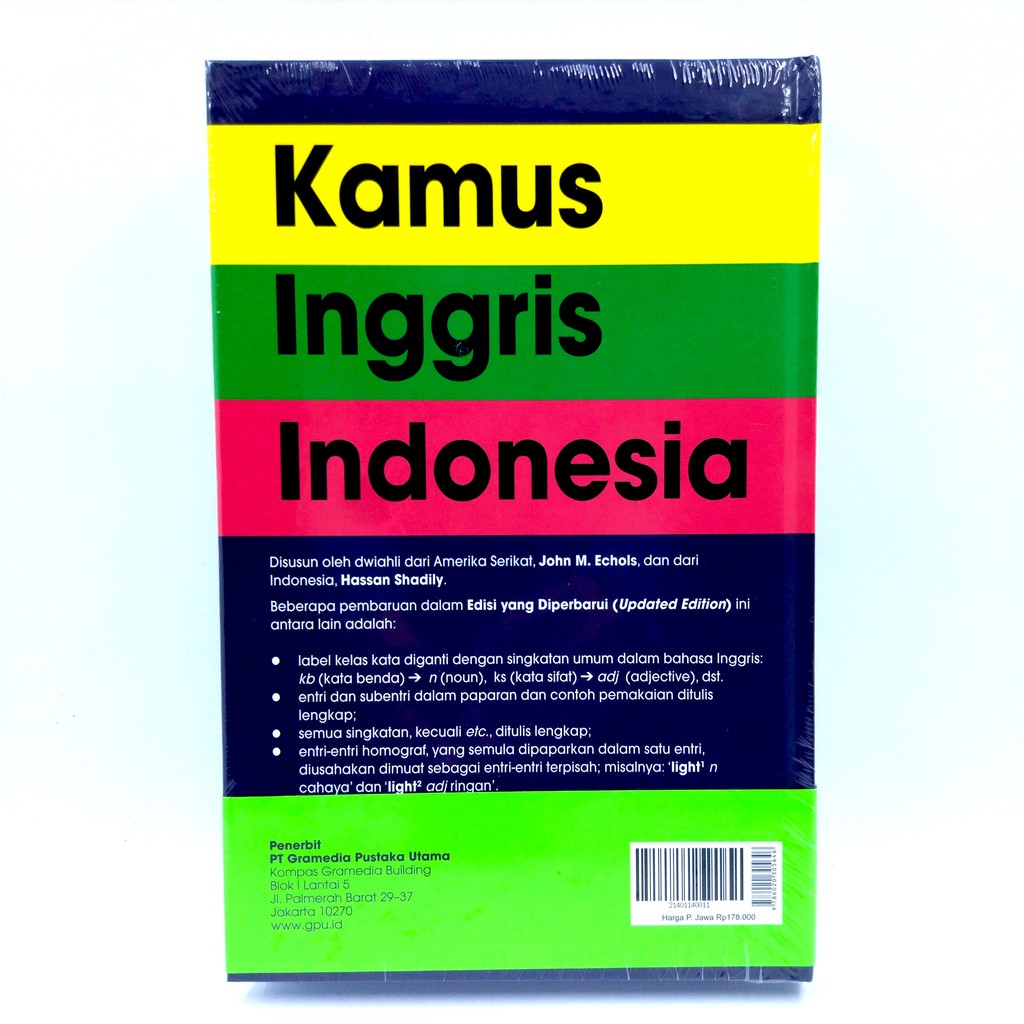 Kamus
Inggris
Indonesia
Disusun oleh dwiahli dari Amerika Serikat, John M. Echols, dan dari
Indonesia, Hassan Shadily.
Beberapa pembaruan dalam Edisi yang Diperbarui (Updated Edition) ini
antara lain adalah:
● label kelas kata diganti dengan singkatan umum dalam bahasa Inggris:
kb (kata benda) → n (noun), ks (kata sifat) → adj (adjective), dst.
● entri dan subentri dalam paparan dan contoh pemakaian ditulis
lengkap;
● semua singkatan, kecuali etc., ditulis lengkap;
● entri-entri homograf, yang semula dipaparkan dalam satu entri,
diusahakan dimuat sebagai entri-entri terpisah; misalnya: ‘light¹ n
cahaya’ dan ‘light² adj ringan’.
Penerbit
PT Gramedia Pustaka Utama
Kompas Gramedia Building
Blok I Lantai 5
Jl. Palmerah Barat 29–37
Jakarta 10270
www.gpu.id
21401140011
Harga P. Jawa Rp178.000
9786020305646